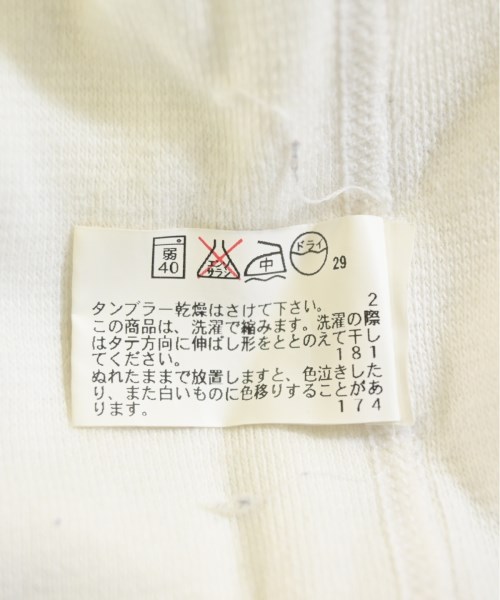 弱 エンソ 中 ドライ
40 サラシ 29
タンブラー乾燥はさけて下さい。 2
この商品は、洗濯で縮みます。洗濯の際
はタテ方向に伸ばし形をととのえて干し
てください。 181
ぬれたままで放置しますと、色泣きした
り、また白いものに色移りすることがあ
ります。 174